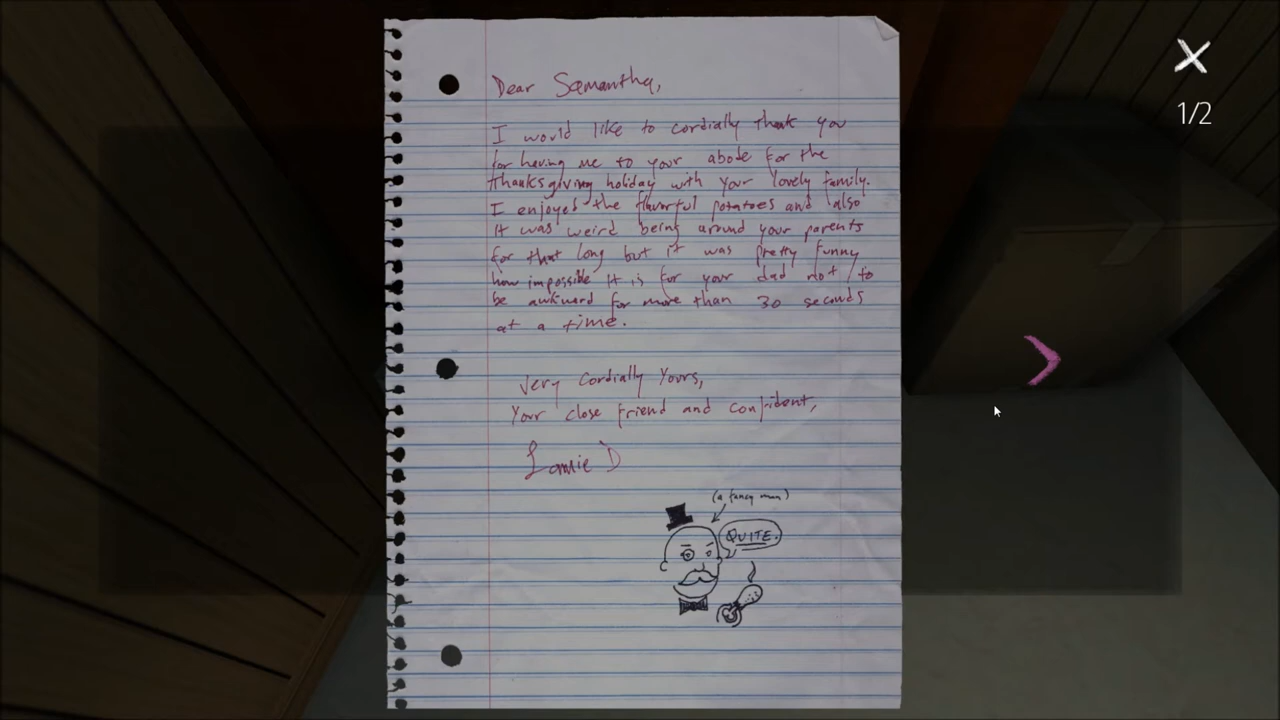 1/2
Dear Samantha,
I would like to cordially thank you
for having me to your abode for the
thanksgiving holiday with your lovely family.
I enjoyed the flavorful potatoes and also
It was weird being around your parents
for that long but it was pretty funny
how impossible it is for your dad not to
be awkward for more than 30 seconds
at a time.
Very Cordially Yours,
Your close friend and confident,
Lonnie D
(a fancy man)
QUITE.